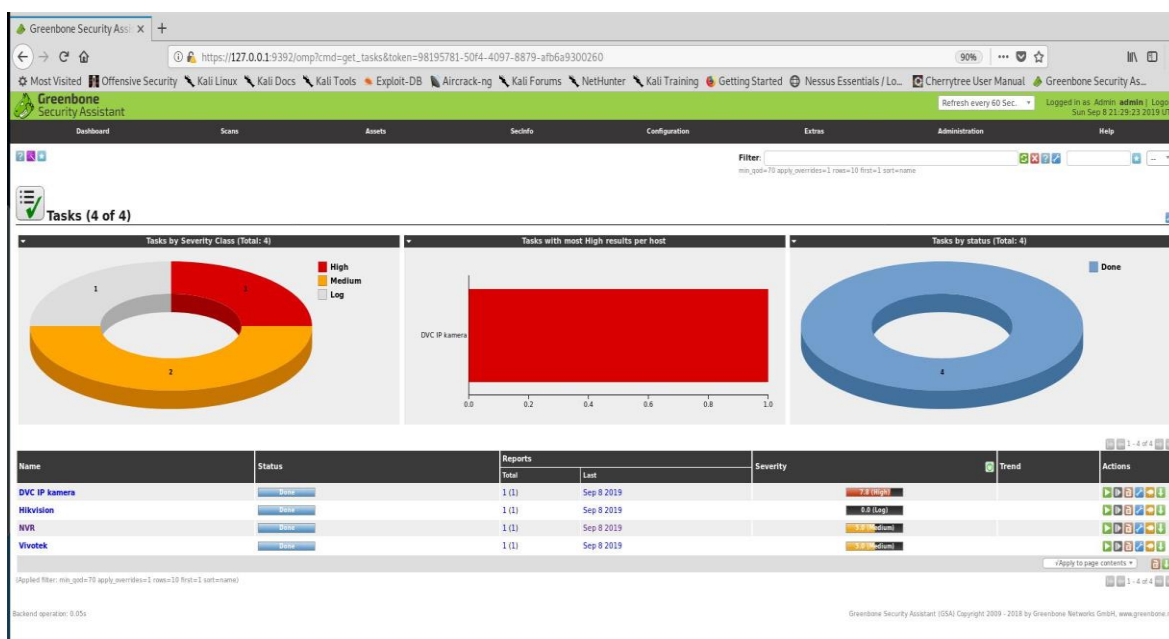 Greenbone Security Assi
https://127.0.0.1:9392/omp?cmd=get_tasks&token=98195781-50f4-4097-8879-afb6a9300260
90%
Most Visited Offensive Security Kali Linux Kali Docs Kali Tools Exploit-DB Aircrack-ng Kali Forums NetHunter Kali Training Getting Started Nessus Essentials / Lo... Cherrytree User Manual Greenbone Security As...
Greenbone
Security Assistant
Refresh every 60 Sec.
Logged in as Admin admin | Logo
Sun Sep 8 21:29:23 2019 UT
Dashboard Scans Assets SecInfo Configuration Extras Administration Help
Filter:
min_qod=70 apply_overrides=1 rows=10 first=1 sort=name
--
Tasks (4 of 4)
Tasks by Severity Class (Total: 4)
High
Medium
Log
1
1
2
Tasks with most High results per host
DVC IP kamera
0.0 0.2 0.4 0.6 0.8 1.0
Tasks by status (Total: 4)
Done
4
1 - 4 of 4
Name Status Reports Severity Trend Actions
Total Last
DVC IP kamera Done 1 (1) Sep 8 2019 7.8 (High)
Hikvision Done 1 (1) Sep 8 2019 0.0 (Log)
NVR Done 1 (1) Sep 8 2019 5.0 (Medium)
Vivotek Done 1 (1) Sep 8 2019 5.0 (Medium)
√Apply to page contents
(Applied filter: min_qod=70 apply_overrides=1 rows=10 first=1 sort=name)
1 - 4 of 4
Backend operation: 0.05s
Greenbone Security Assistant (GSA) Copyright 2009 - 2018 by Greenbone Networks GmbH, www.greenbone.n